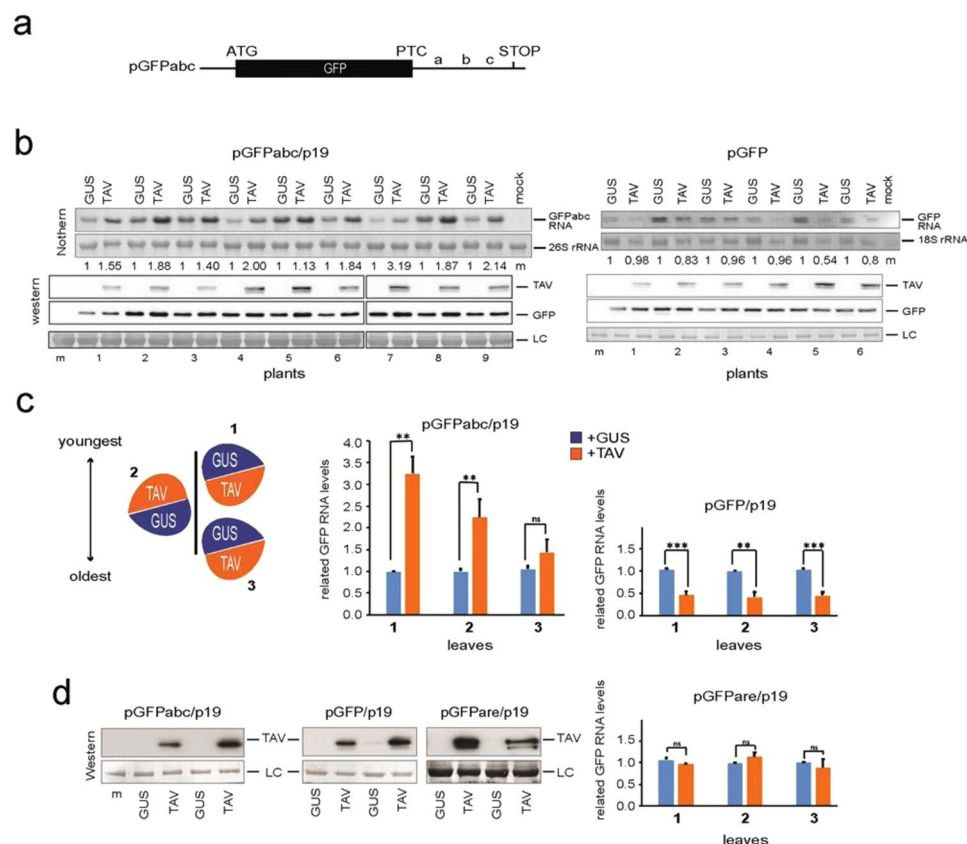 a
ATG PTC a b c STOP
pGFPabc GFP
b
pGFPabc/p19
GUS TAV GUS TAV GUS TAV GUS TAV GUS TAV GUS TAV GUS TAV GUS TAV GUS TAV mock
Nothern
GFPabc
RNA
26S rRNA
1 1.55 1 1.88 1 1.40 1 2.00 1 1.13 1 1.84 1 3.19 1 1.87 1 2.14 m
western
TAV
GFP
LC
m 1 2 3 4 5 6 7 8 9
plants
pGFP
GUS TAV GUS TAV GUS TAV GUS TAV GUS TAV GUS TAV
GFP
RNA
18S rRNA
1 0,98 1 0,83 1 0,96 1 0,96 1 0,54 1 0,8 m
TAV
GFP
LC
m 1 2 3 4 5 6
plants
c
youngest
oldest
1
GUS
TAV
2
TAV
GUS
GUS
TAV
3
pGFPabc/p19
related GFP RNA levels
4.0
3.5
3.0
2.5
2.0
1.5
1.0
0.5
0.0
** ** ns
1 2 3
leaves
+GUS
+TAV
pGFP/p19
related GFP RNA levels
1.5
1.0
0.5
0.0
*** ** ***
1 2 3
leaves
d
pGFPabc/p19 pGFP/p19 pGFPare/p19
Western
TAV TAV
LC LC
m GUS TAV GUS TAV GUS TAV GUS TAV GUS TAV GUS TAV
pGFPare/p19
related GFP RNA levels
1.5
1.0
0.5
0.0
ns ns ns
1 2 3
leaves